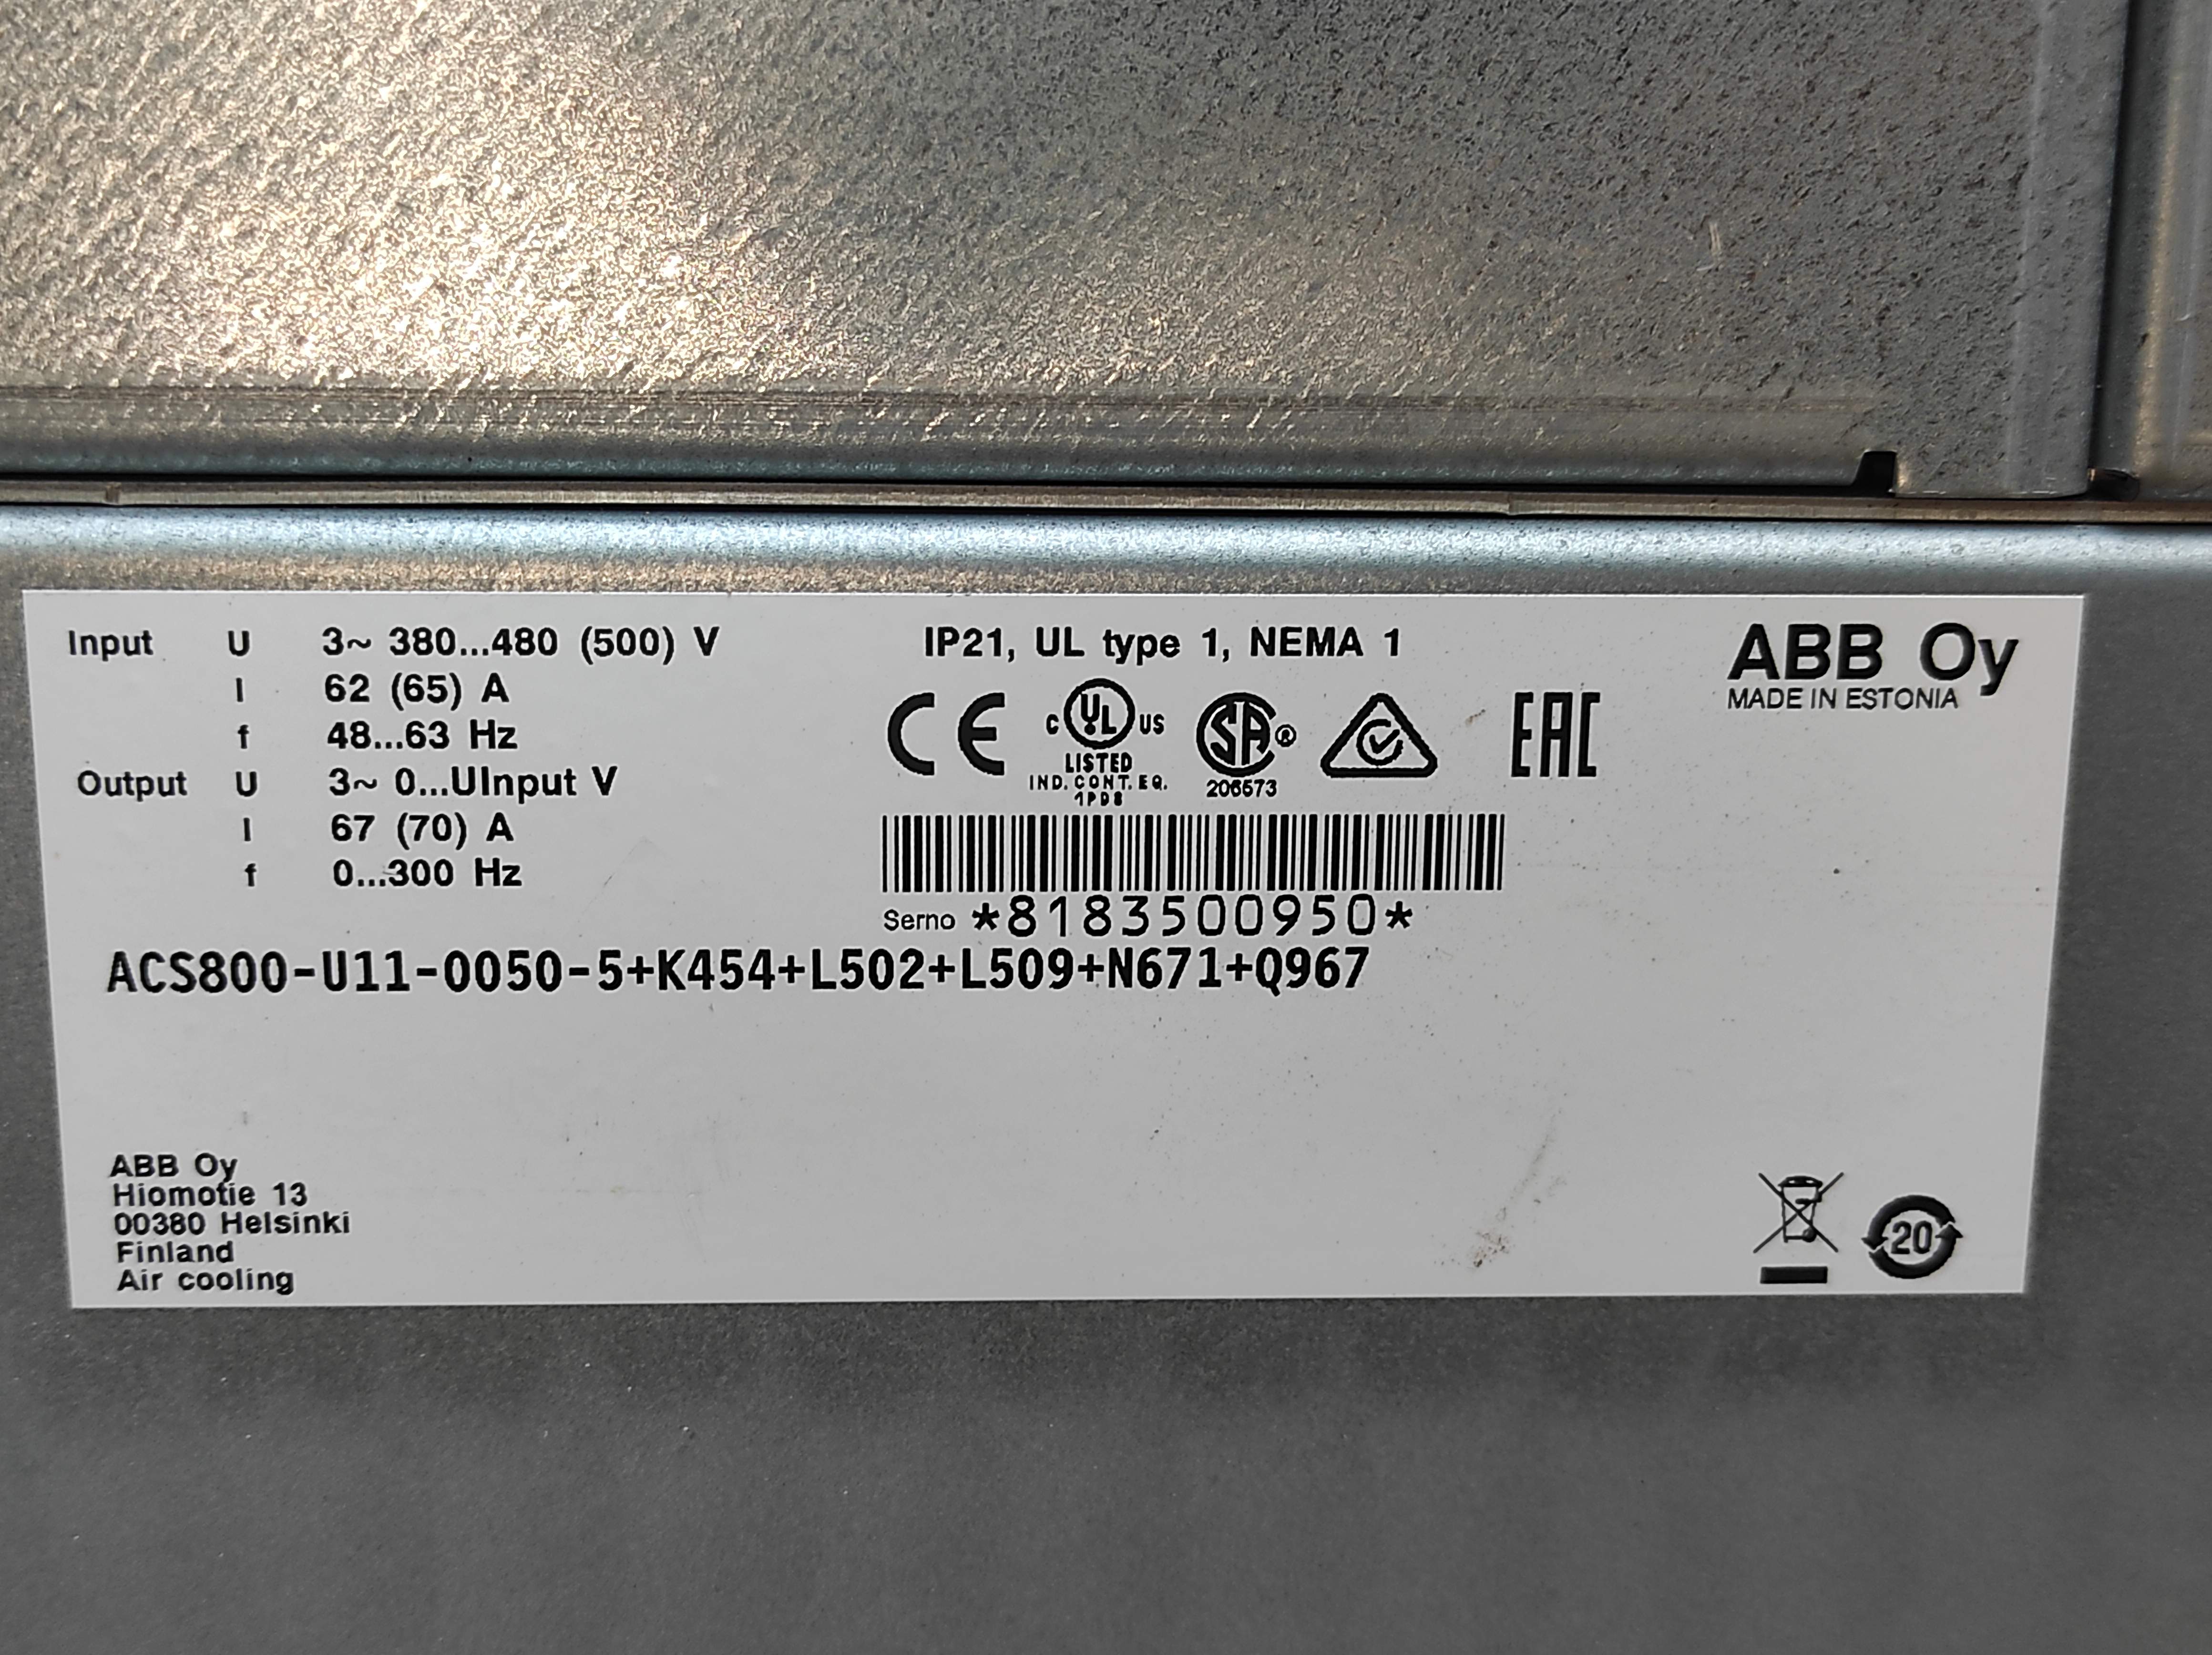 Input U 3~ 380...480 (500) V
I 62 (65) A
f 48...63 Hz
Output U 3~ 0...UInput V
I 67 (70) A
f 0...300 Hz
IP21, UL type 1, NEMA 1
CE
C UL US
LISTED
IND. CONT. EQ.
1PD8
SA ®
206573
EAC
Serno *8183500950*
ABB Oy
MADE IN ESTONIA
ACS800-U11-0050-5+K454+L502+L509+N671+Q967
ABB Oy
Hiomotie 13
00380 Helsinki
Finland
Air cooling
20